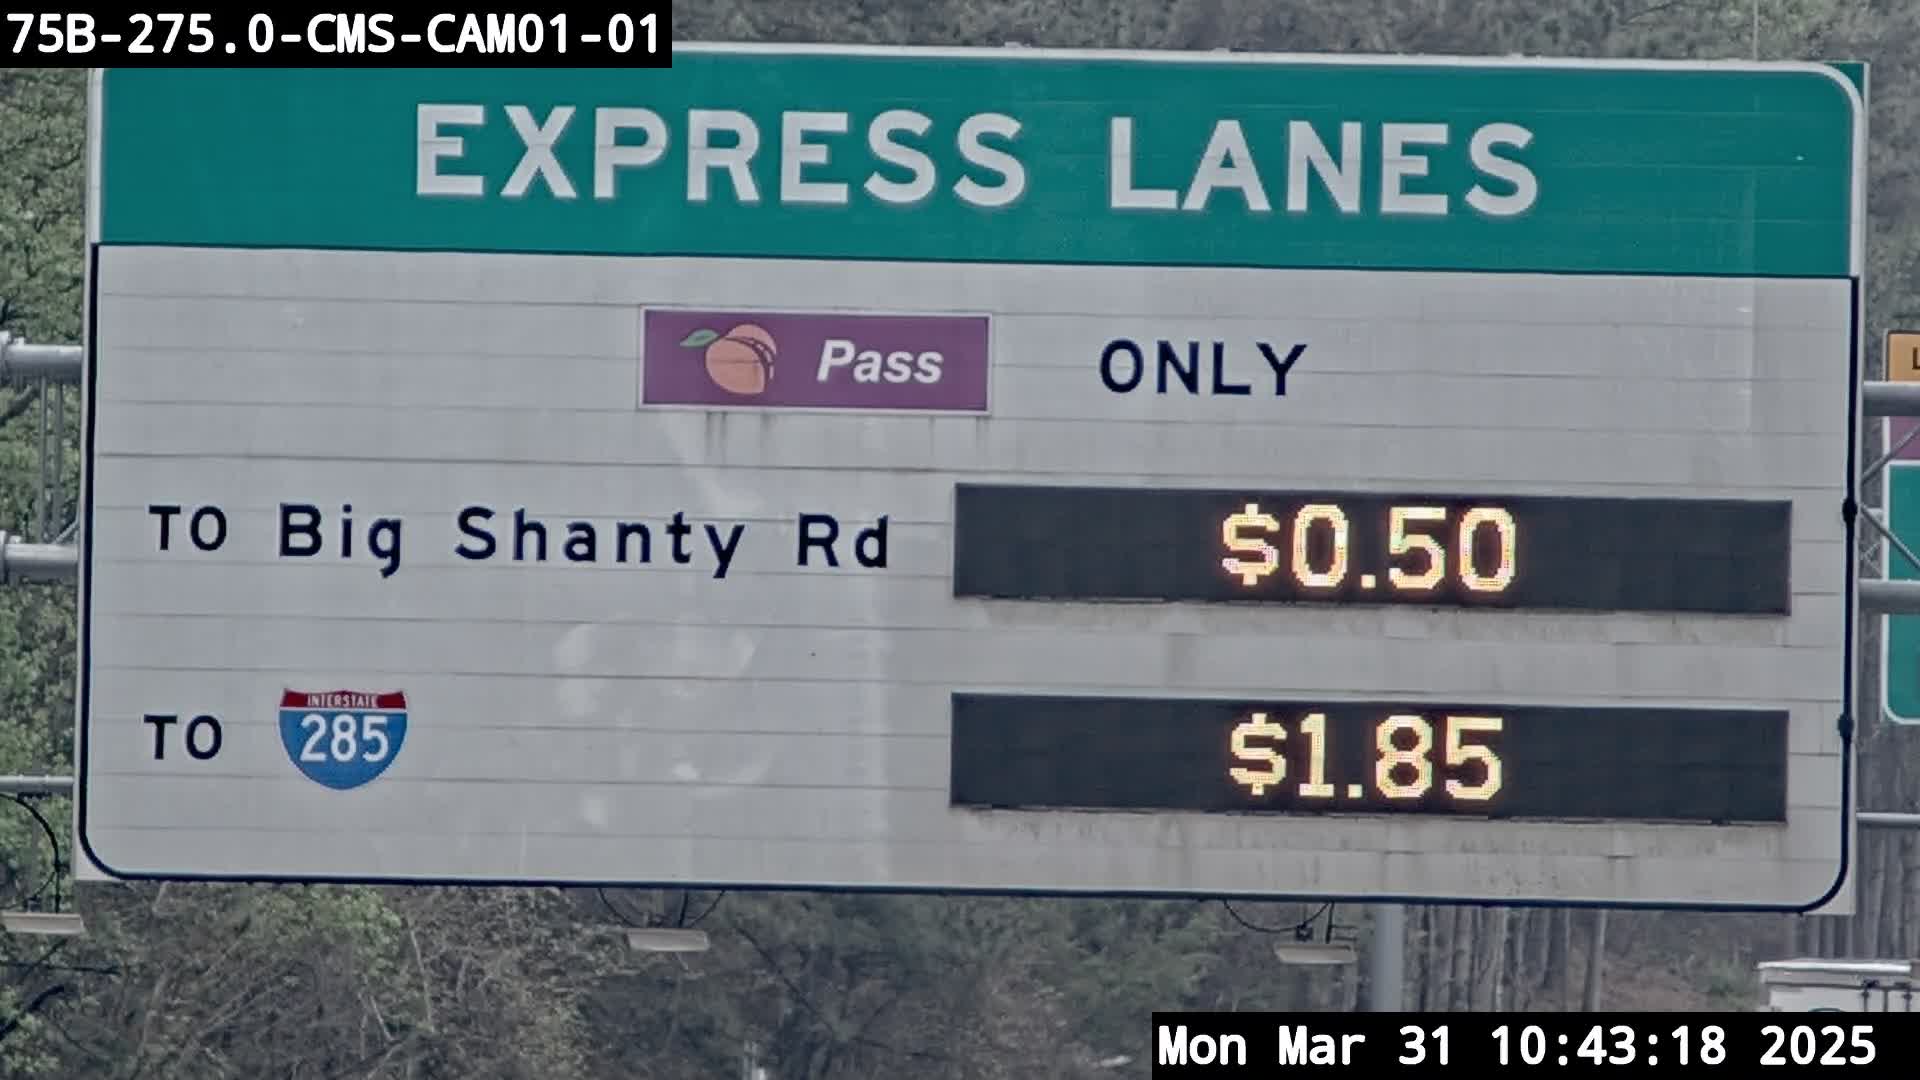 75B-275.0-CMS-CAM01-01
EXPRESS LANES
Pass ONLY
TO Big Shanty Rd $0.50
INTERSTATE
TO 285 $1.85
Mon Mar 31 10:43:18 2025